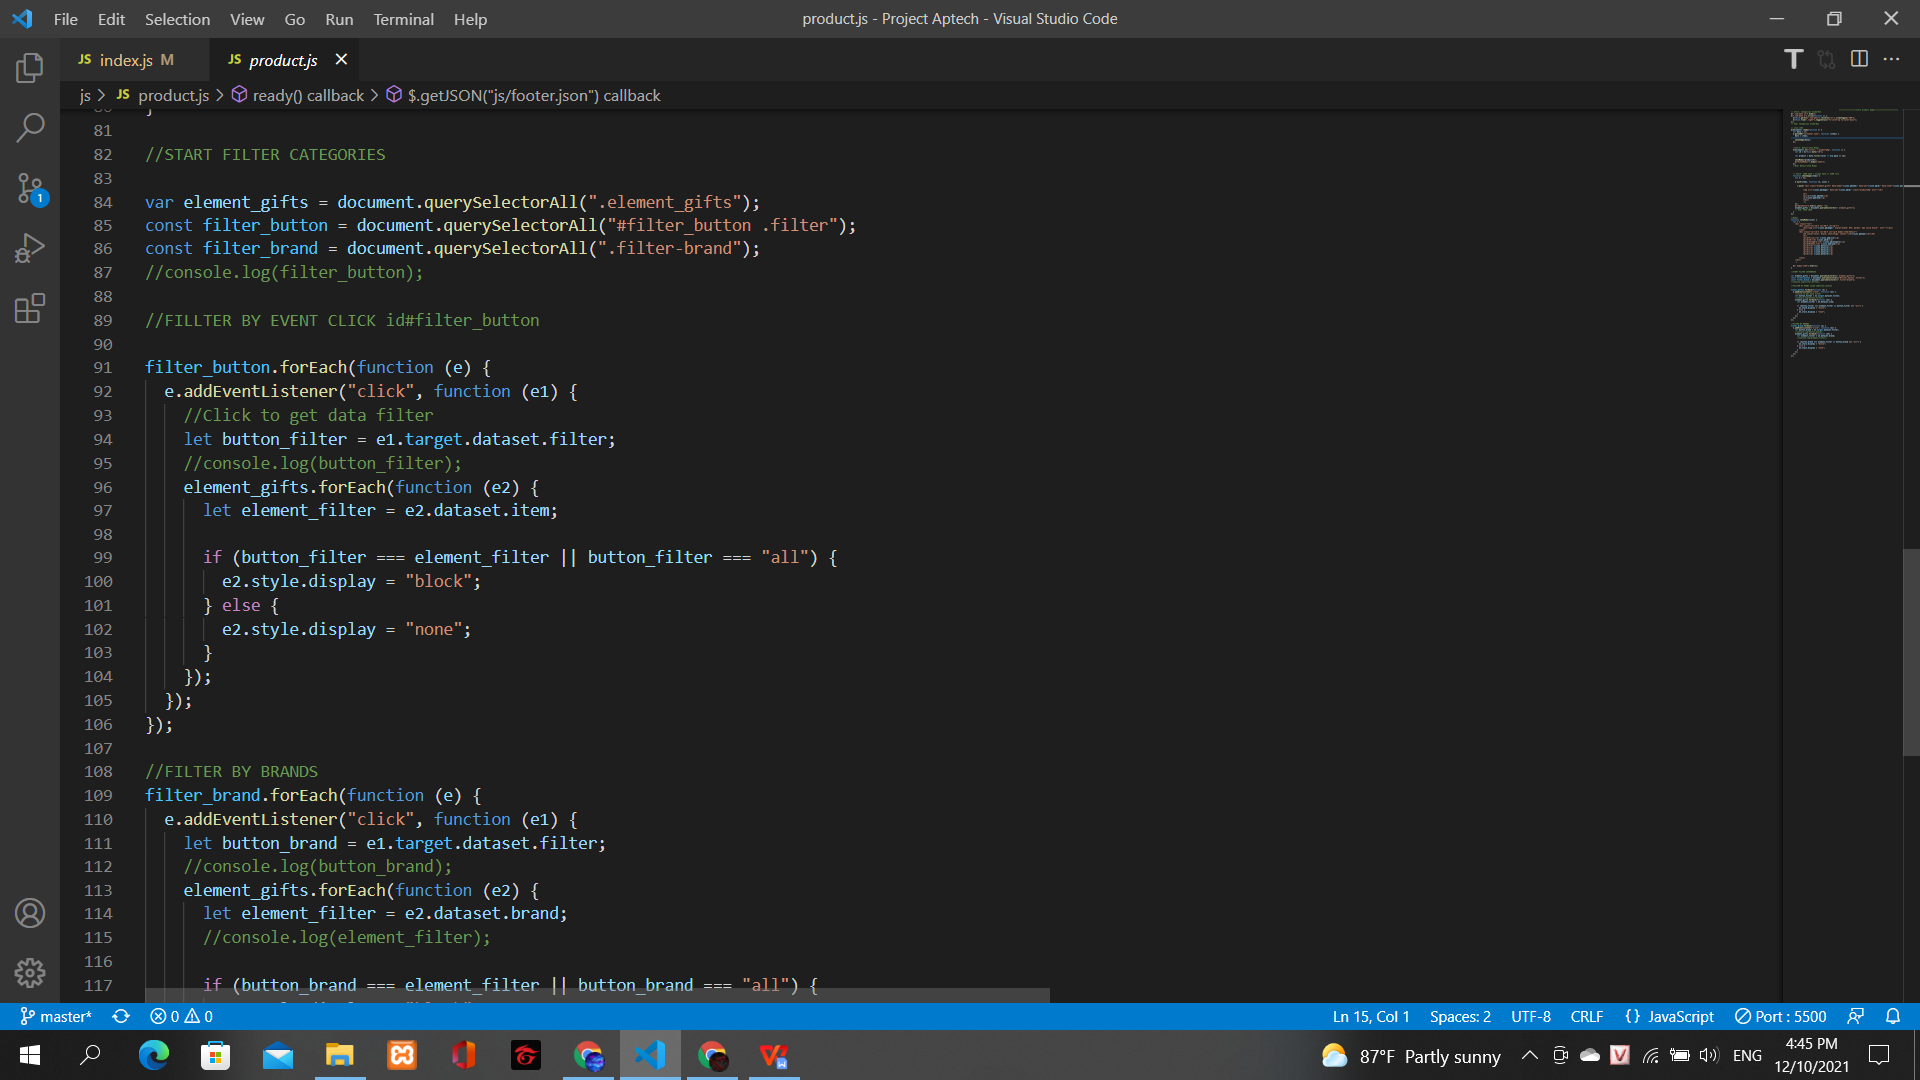 File Edit Selection View Go Run Terminal Help
product.js - Project Aptech - Visual Studio Code
JS index.js M
JS product.js
js > JS product.js > ready() callback > $.getJSON("js/footer.json") callback
81
82 //START FILTER CATEGORIES
83
84 var element_gifts = document.querySelectorAll(".element_gifts");
85 const filter_button = document.querySelectorAll("#filter_button .filter");
86 const filter_brand = document.querySelectorAll(".filter-brand");
87 //console.log(filter_button);
88
89 //FILLTER BY EVENT CLICK id#filter_button
90
91 filter_button.forEach(function (e) {
92 e.addEventListener("click", function (e1) {
93 //Click to get data filter
94 let button_filter = e1.target.dataset.filter;
95 //console.log(button_filter);
96 element_gifts.forEach(function (e2) {
97 let element_filter = e2.dataset.item;
98
99 if (button_filter === element_filter || button_filter === "all") {
100 e2.style.display = "block";
101 } else {
102 e2.style.display = "none";
103 }
104 });
105 });
106 });
107
108 //FILTER BY BRANDS
109 filter_brand.forEach(function (e) {
110 e.addEventListener("click", function (e1) {
111 let button_brand = e1.target.dataset.filter;
112 //console.log(button_brand);
113 element_gifts.forEach(function (e2) {
114 let element_filter = e2.dataset.brand;
115 //console.log(element_filter);
116
117 if (button_brand === element_filter || button_brand === "all") {
1
master* 0 0
Ln 15, Col 1 Spaces: 2 UTF-8 CRLF {} JavaScript Port : 5500
87°F Partly sunny ENG
4:45 PM
12/10/2021